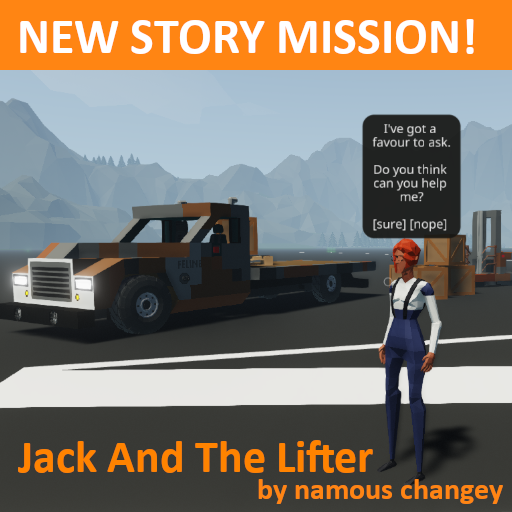 NEW STORY MISSION!
I've got a
favour to ask.
Do you think
can you help
me?
[sure] [nope]
Jack And The Lifter
by namous changey